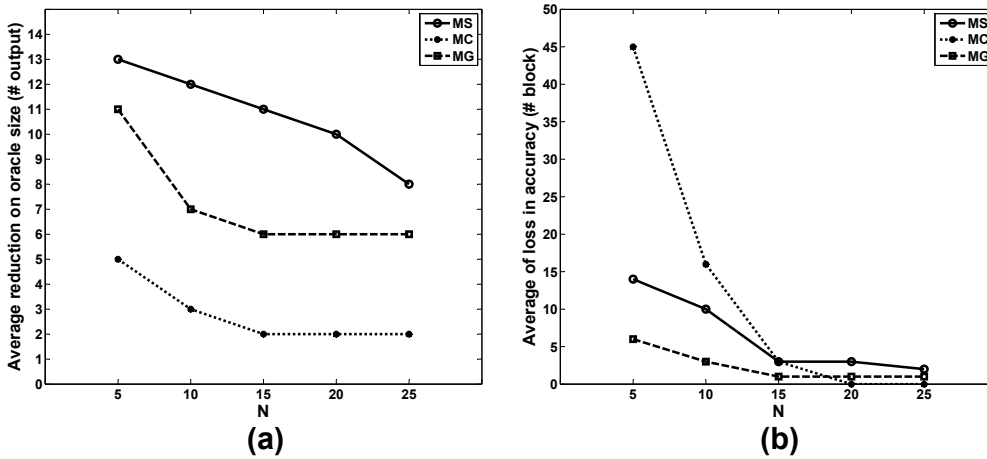 Average reduction on oracle size (# output)
15
14
13
12
11
10
9
8
7
6
5
4
3
2
1
0
5 10 15 20 25
N
MS
MC
MG
(a)
Average of loss in accuracy (# block)
50
45
40
35
30
25
20
15
10
5
0
5 10 15 20 25
N
MS
MC
MG
(b)